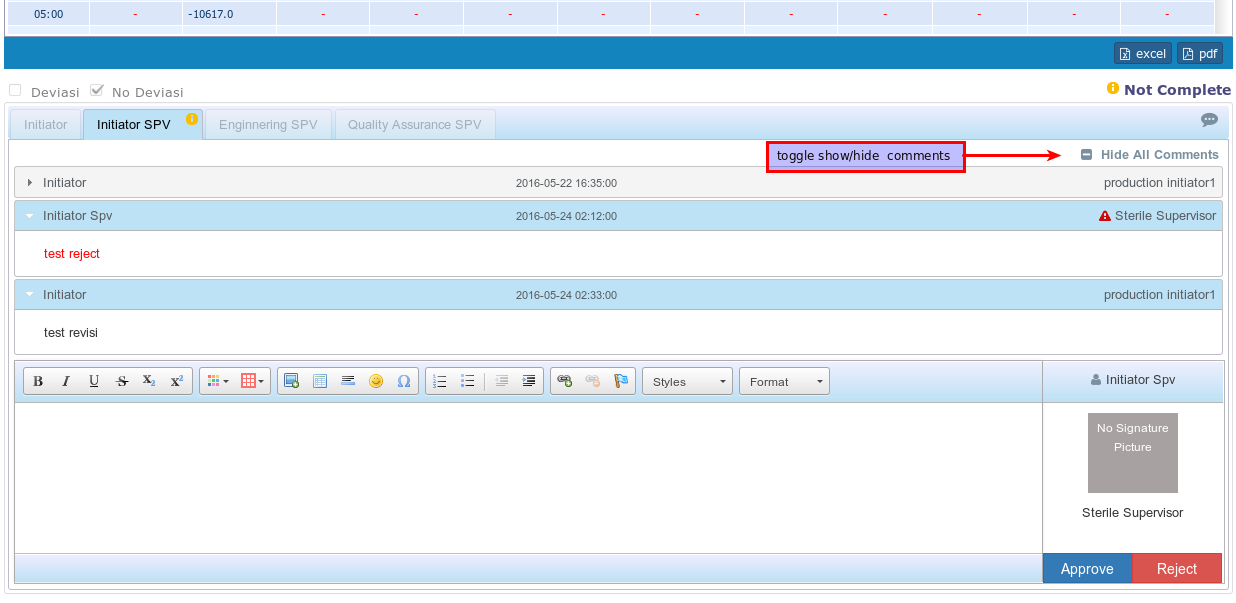 05:00 - -10617.0 - - - - - - - - - -
excel pdf
Deviasi No Deviasi Not Complete
Initiator Initiator SPV Enginnering SPV Quality Assurance SPV
toggle show/hide comments Hide All Comments
Initiator 2016-05-22 16:35:00 production initiator1
Initiator Spv 2016-05-24 02:12:00 Sterile Supervisor
test reject
Initiator 2016-05-24 02:33:00 production initiator1
test revisi
B I U S X2 X2 Styles Format Initiator Spv
No Signature
Picture
Sterile Supervisor
Approve Reject